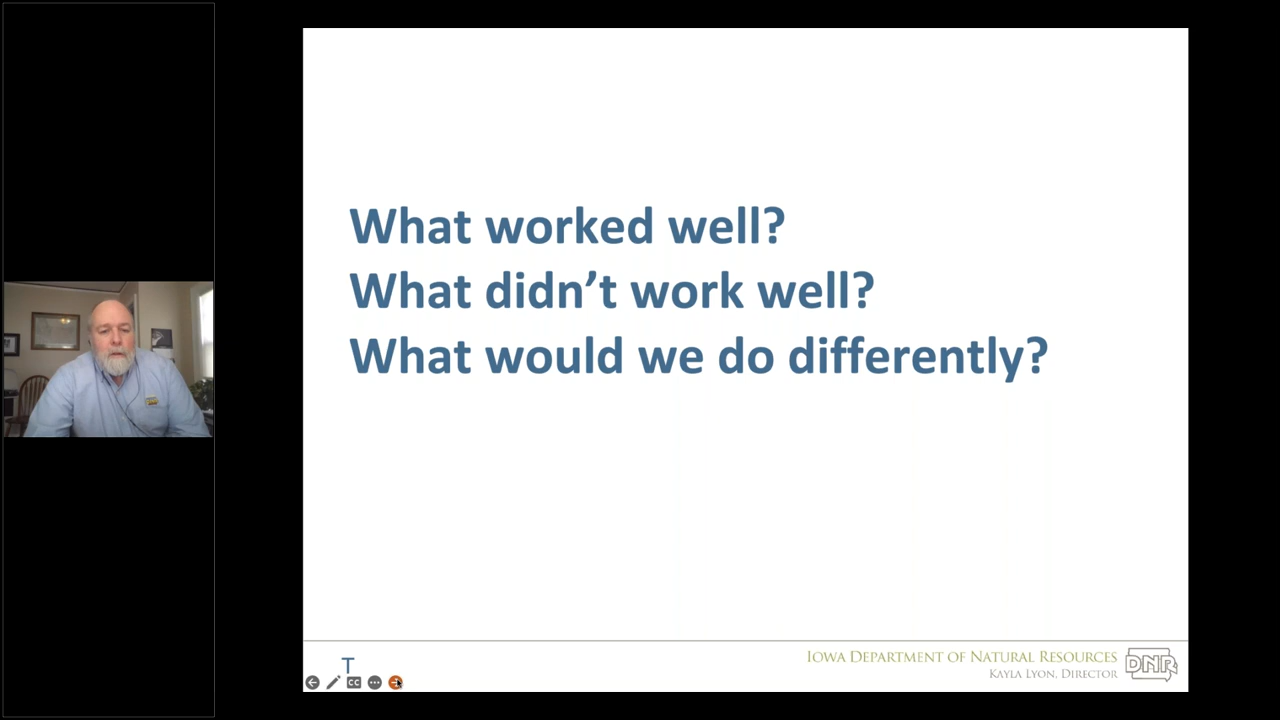 What worked well?
What didn’t work well?
What would we do differently?
T
CC
IOWA DEPARTMENT OF NATURAL RESOURCES
KAYLA LYON, DIRECTOR
DNR